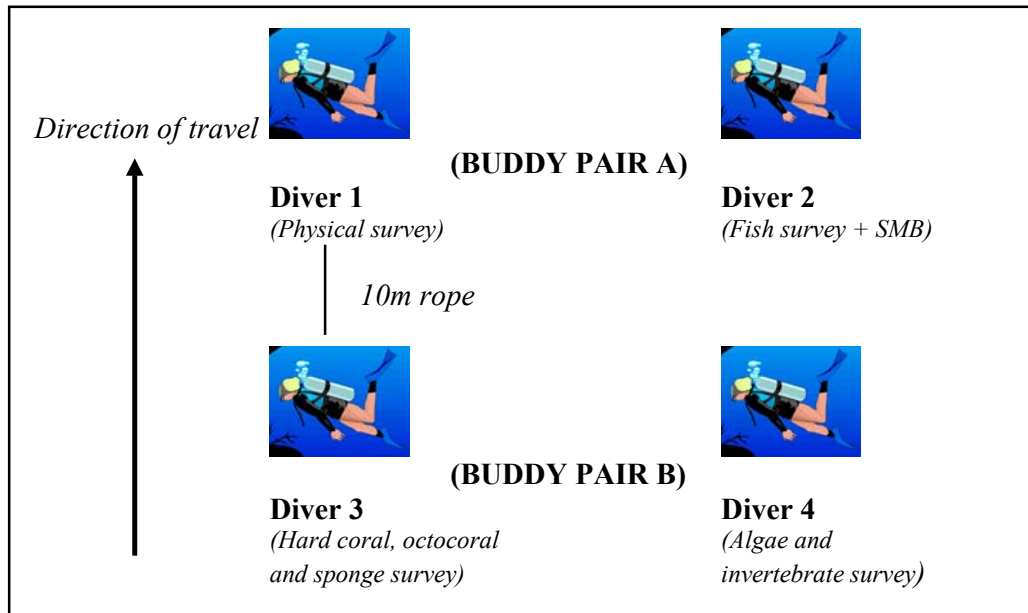 Direction of travel
(BUDDY PAIR A)
Diver 1
(Physical survey)
Diver 2
(Fish survey + SMB)
10m rope
(BUDDY PAIR B)
Diver 3
(Hard coral, octocoral
and sponge survey)
Diver 4
(Algae and
invertebrate survey)